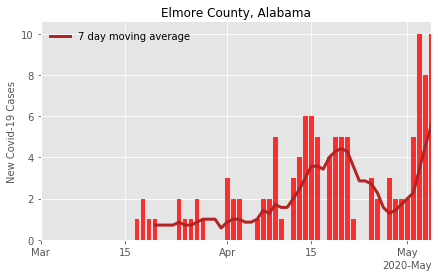 Elmore County, Alabama
7 day moving average
New Covid-19 Cases
10
8
6
4
2
0
Mar 15 Apr 15 May
2020-May